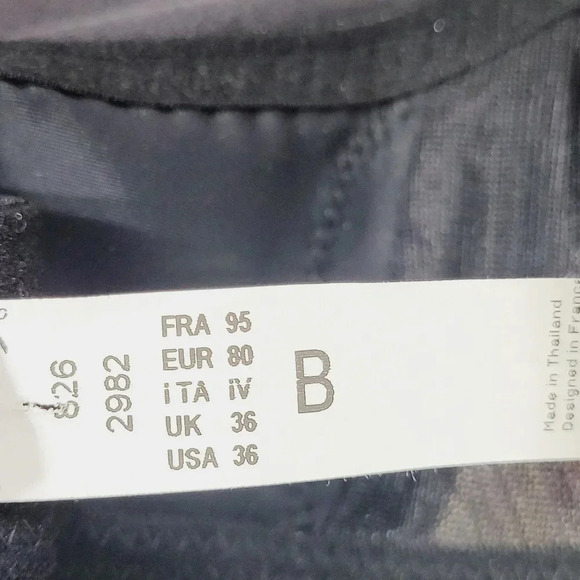 826
2982
FRA 95
EUR 80
iTA iV
UK 36
USA 36
B
Made in Thailand
Designed in France